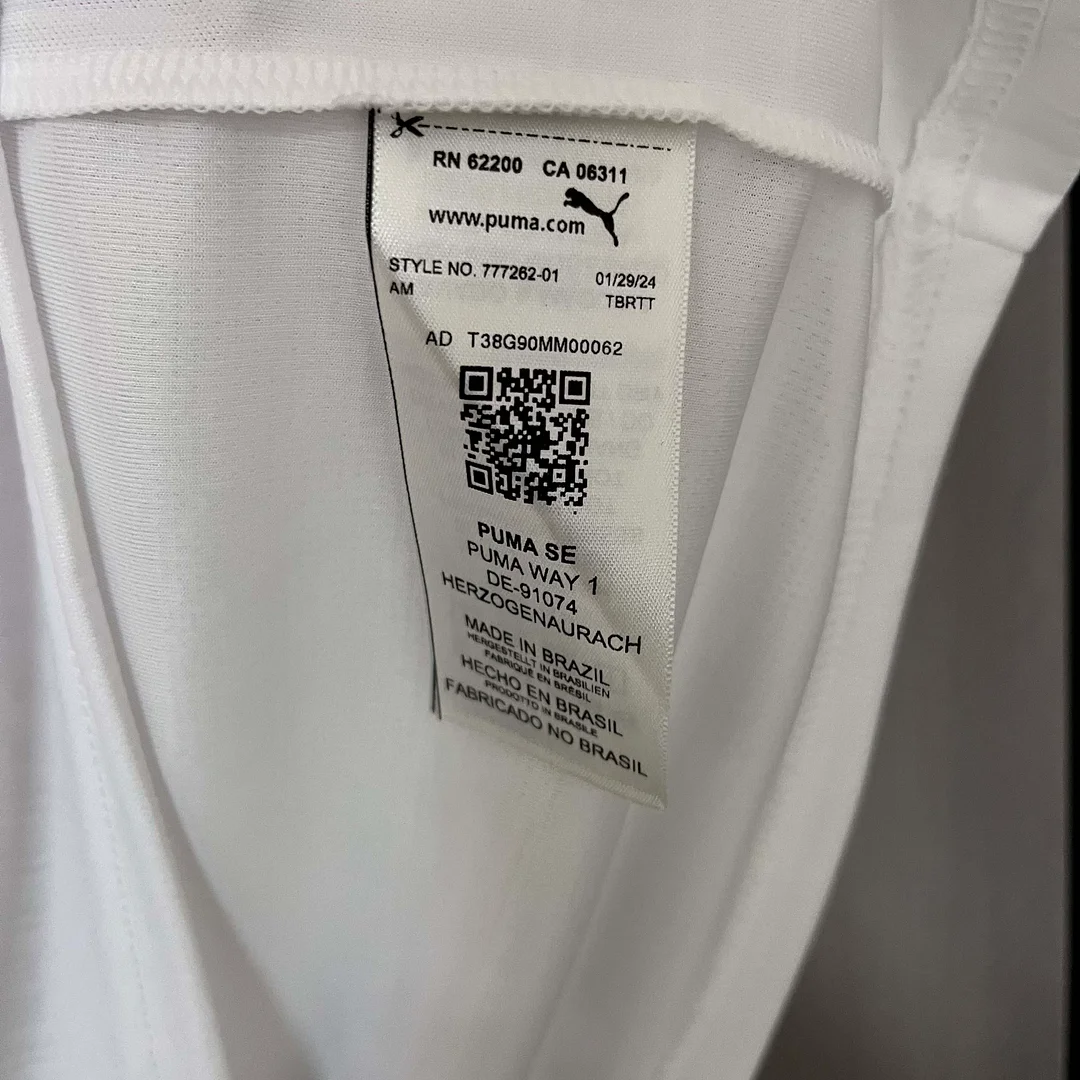 RN 62200 CA 06311
www.puma.com
STYLE NO. 777262-01 01/29/24
AM TBRTT
AD T38G90MM00062
PUMA SE
PUMA WAY 1
DE-91074
HERZOGENAURACH
MADE IN BRAZIL
HERGESTELLT IN BRASILIEN
FABRIQUÉ EN BRÉSIL
HECHO EN BRASIL
PRODOTTO IN BRASILE
FABRICADO NO BRASIL